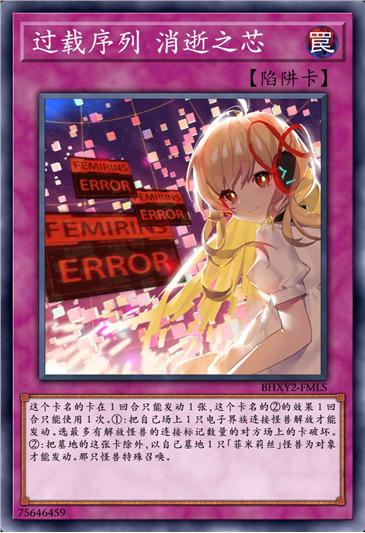 过载序列 消逝之芯
罠
【陷阱卡】
FEMIRINS
ERROR
FEMIRINS
ERROR
FEMIRINS
ERROR
BHXY2-FMLS
这个卡名的卡在1回合只能发动1张，这个卡名的②的效果1回
合只能使用1次。①：把自己场上1只电子界族连接怪兽解放才能
发动。选最多有解放怪兽的连接标记数量的对方场上的卡破坏。
②：把墓地的这张卡除外，以自己墓地1只「菲米莉丝」怪兽为对象
才能发动。那只怪兽特殊召唤。
75646459